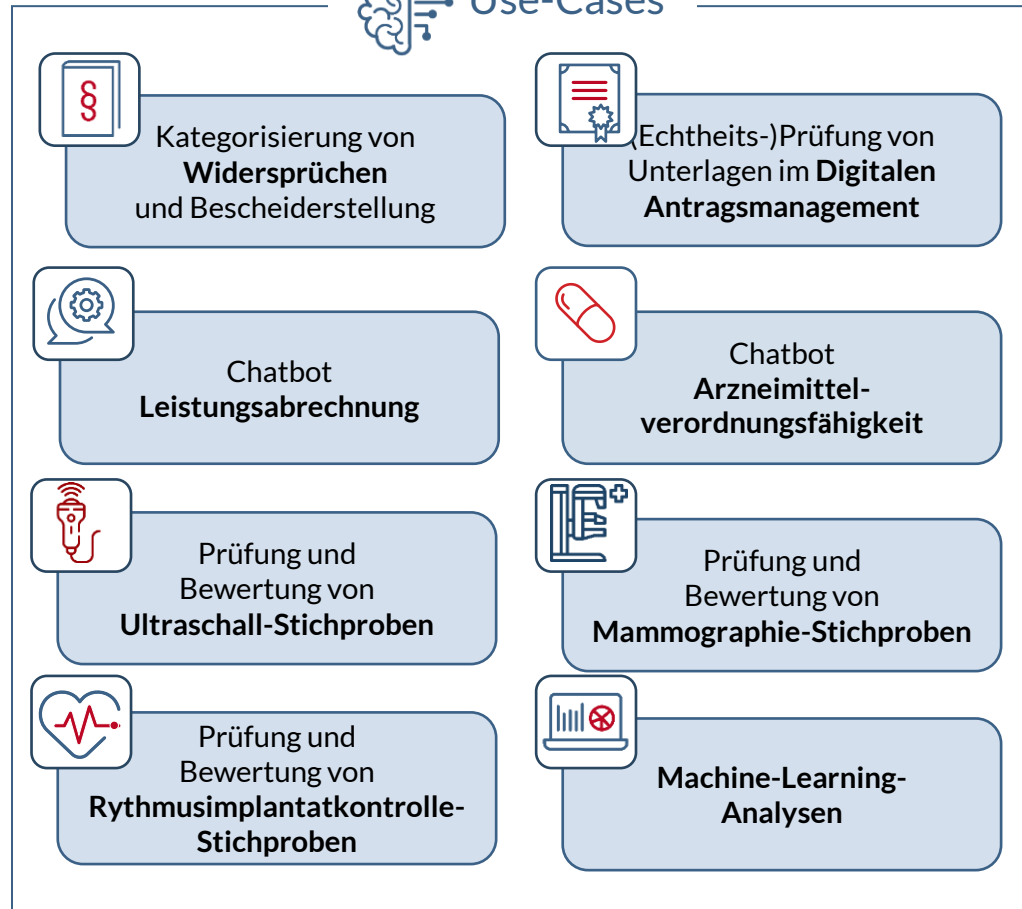 Use-Cases
§
Kategorisierung von
Widersprüchen
und Bescheiderstellung
(Echtheits-)Prüfung von
Unterlagen im Digitalen
Antragsmanagement
Chatbot
Leistungsabrechnung
Chatbot
Arzneimittel-
verordnungsfähigkeit
Prüfung und
Bewertung von
Ultraschall-Stichproben
Prüfung und
Bewertung von
Mammographie-Stichproben
Prüfung und
Bewertung von
Rythmusimplantatkontrolle-
Stichproben
Machine-Learning-
Analysen